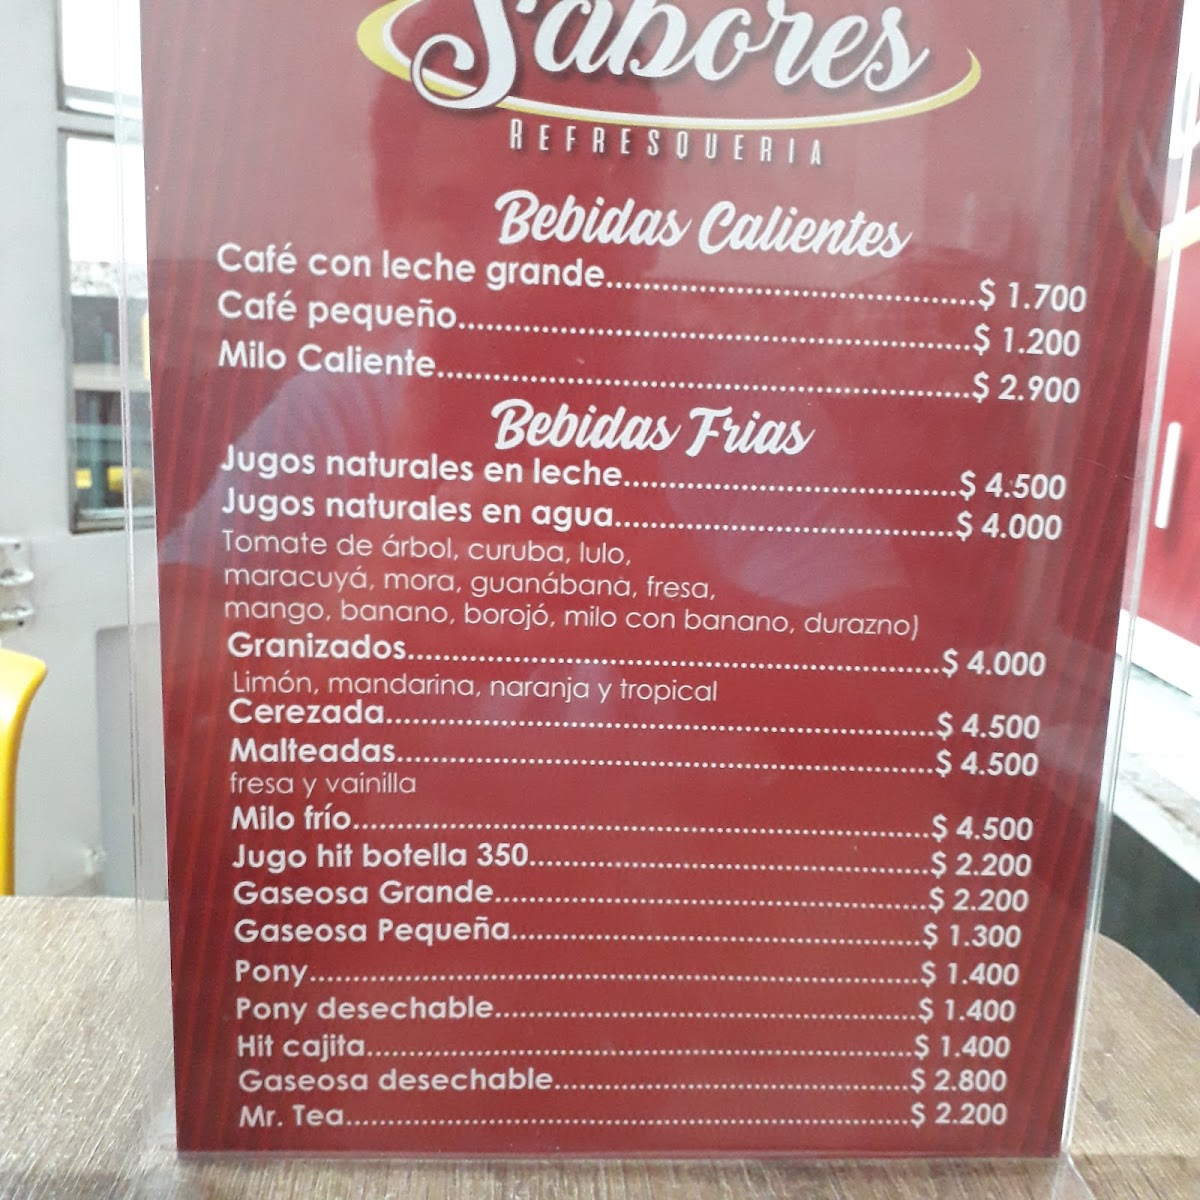 Sabores
REFRESQUERIA
Bebidas Calientes
Café con leche grande........................................$ 1.700
Café pequeño........................................................$ 1.200
Milo Caliente..........................................................$ 2.900
Bebidas Frias
Jugos naturales en leche....................................$ 4.500
Jugos naturales en agua.....................................$ 4.000
Tomate de árbol, curuba, lulo,
maracuyá, mora, guanábana, fresa,
mango, banano, borojó, milo con banano, durazno)
Granizados..........................................................$ 4.000
Limón, mandarina, naranja y tropical
Cerezada............................................................$ 4.500
Malteadas...........................................................$ 4.500
fresa y vainilla
Milo frío................................................................$ 4.500
Jugo hit botella 350............................................$ 2.200
Gaseosa Grande................................................$ 2.200
Gaseosa Pequeña..............................................$ 1.300
Pony.....................................................................$ 1.400
Pony desechable................................................$ 1.400
Hit cajita...............................................................$ 1.400
Gaseosa desechable.........................................$ 2.800
Mr. Tea.................................................................$ 2.200